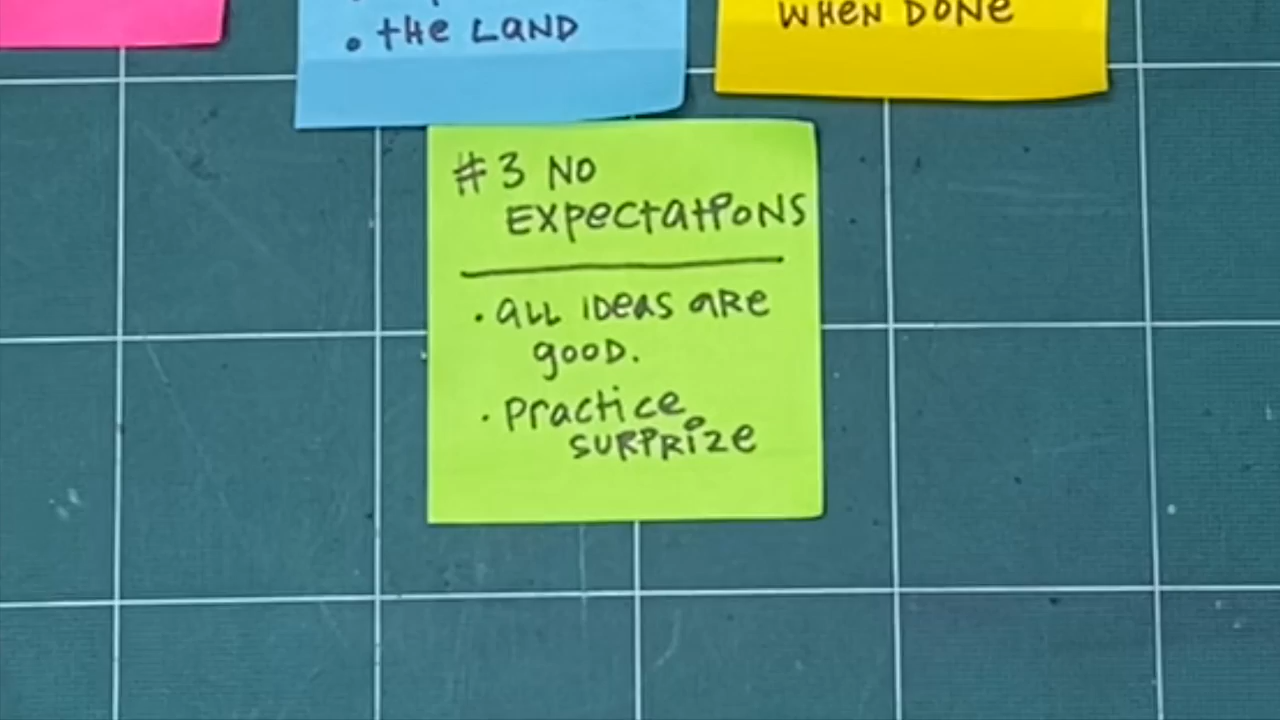 • THE LAND
WHEN DONE
#3 NO
EXPECTATIONS
• ALL IDEAS ARE
GOOD.
• PRACTICE
SURPRIZE